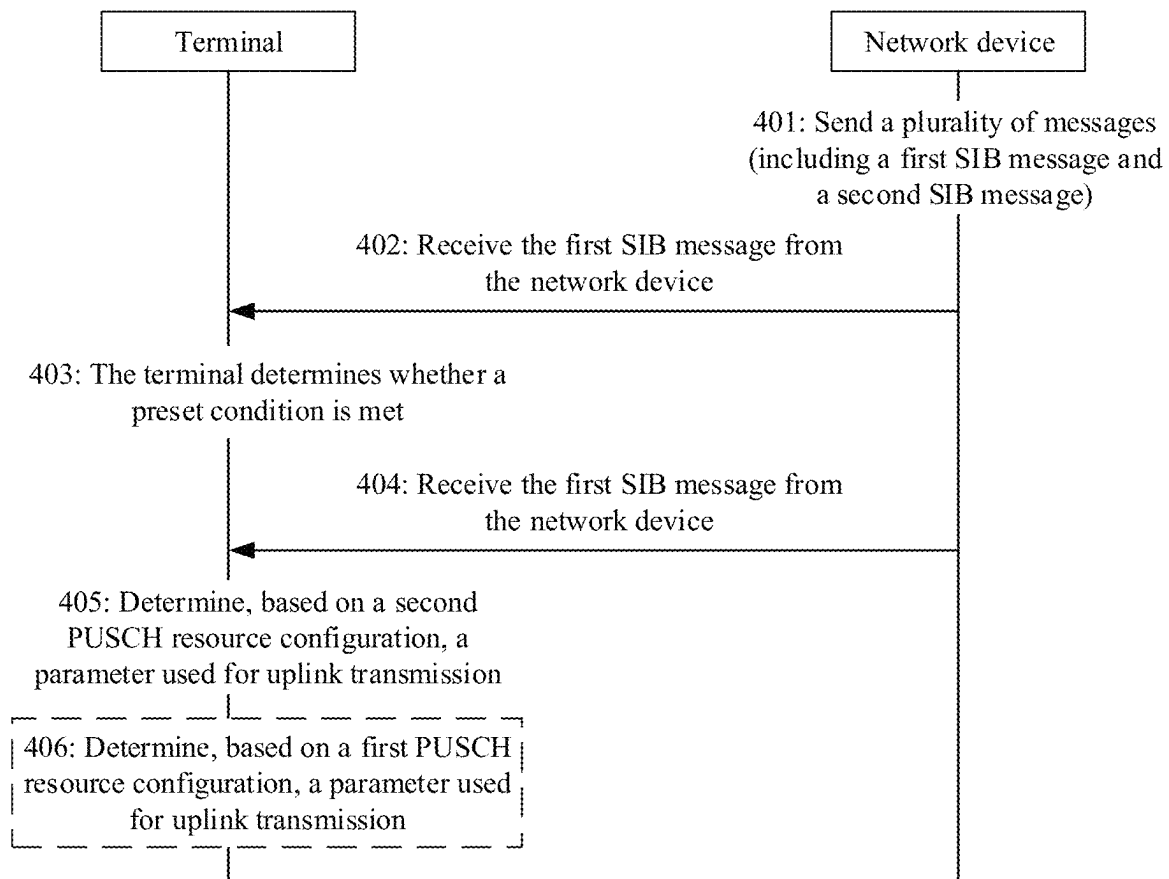 Terminal
Network device
401: Send a plurality of messages
(including a first SIB message and
a second SIB message)
402: Receive the first SIB message from
the network device
403: The terminal determines whether a
preset condition is met
404: Receive the first SIB message from
the network device
405: Determine, based on a second
PUSCH resource configuration, a
parameter used for uplink transmission
406: Determine, based on a first PUSCH
resource configuration, a parameter used
for uplink transmission